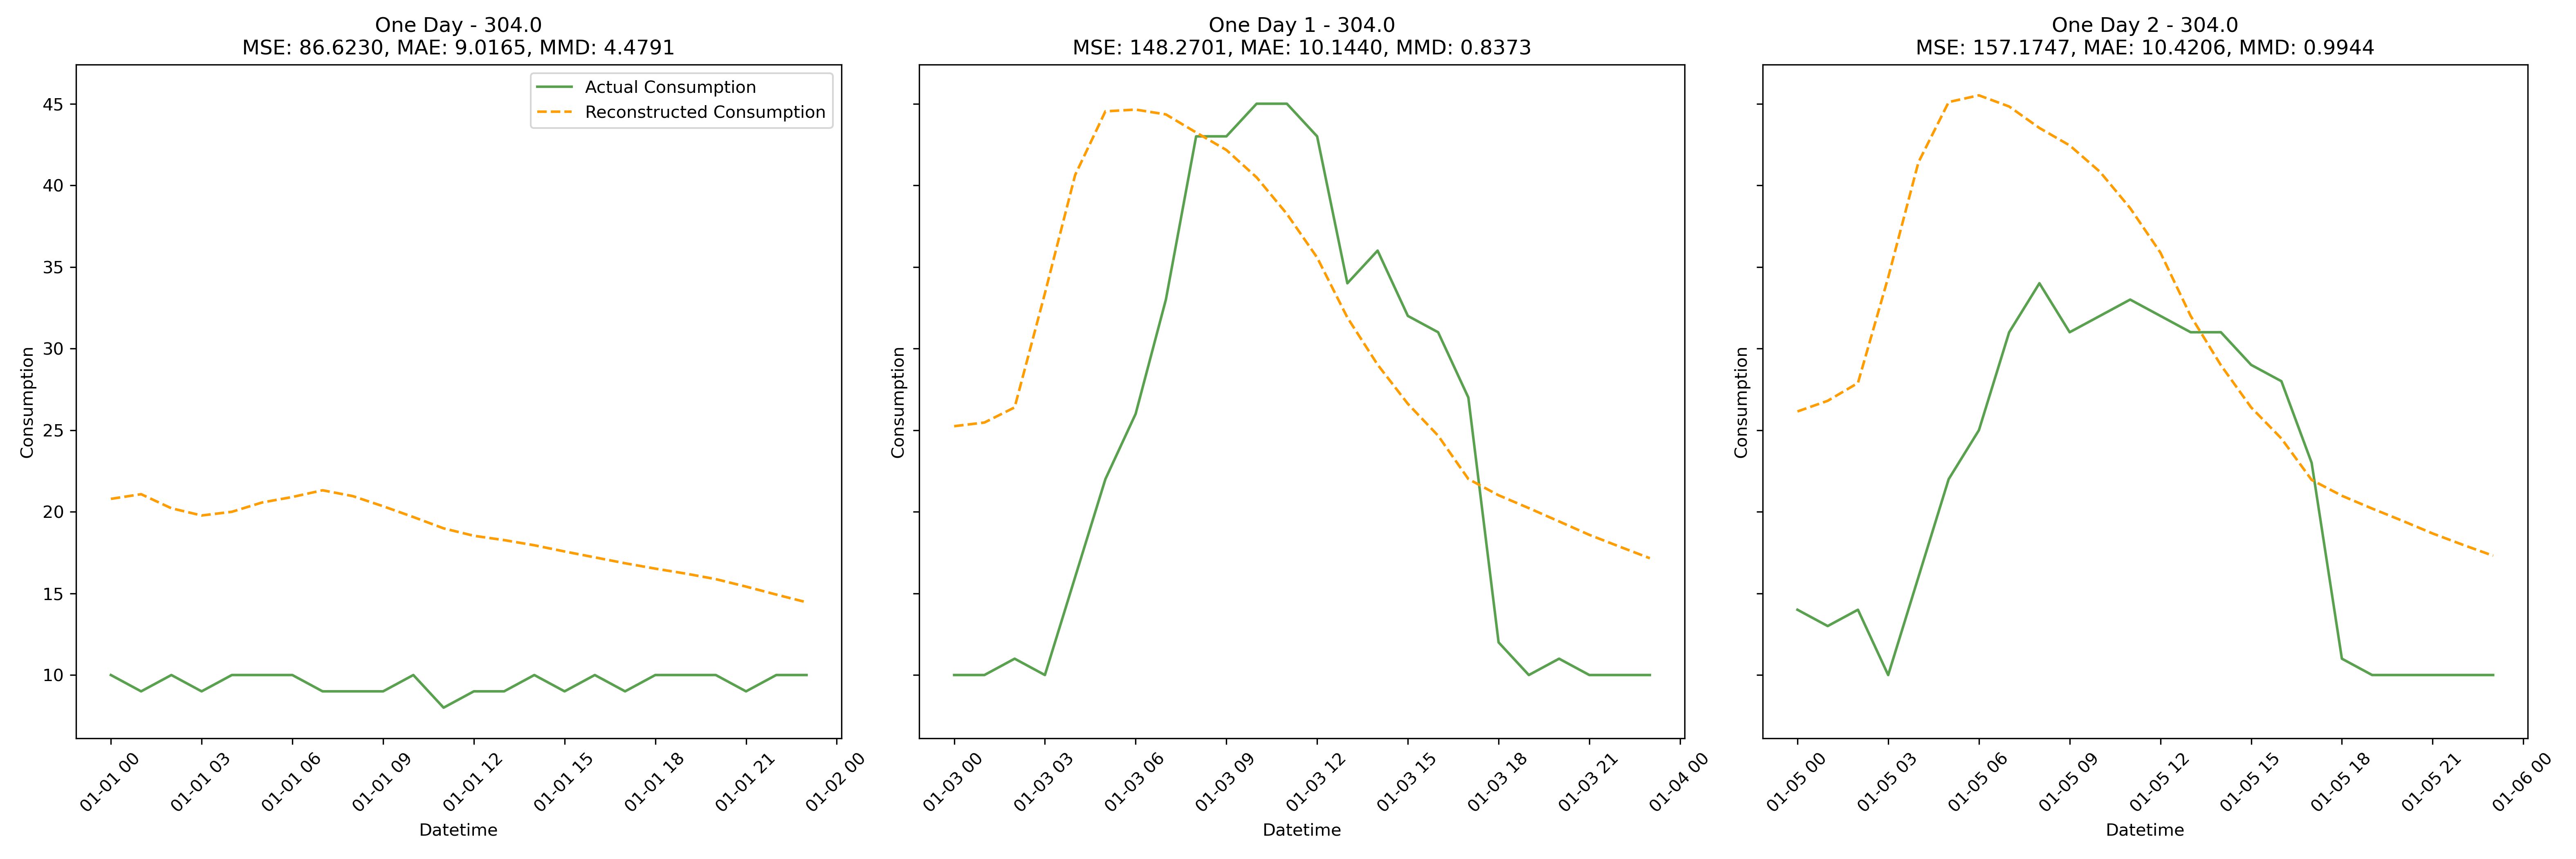 One Day - 304.0
MSE: 86.6230, MAE: 9.0165, MMD: 4.4791
Actual Consumption
Reconstructed Consumption
45
40
35
30
25
20
15
10
Consumption
01-01 00
01-01 03
01-01 06
01-01 09
01-01 12
01-01 15
01-01 18
01-01 21
01-02 00
Datetime
One Day 1 - 304.0
MSE: 148.2701, MAE: 10.1440, MMD: 0.8373
Consumption
01-03 00
01-03 03
01-03 06
01-03 09
01-03 12
01-03 15
01-03 18
01-03 21
01-04 00
Datetime
One Day 2 - 304.0
MSE: 157.1747, MAE: 10.4206, MMD: 0.9944
Consumption
01-05 00
01-05 03
01-05 06
01-05 09
01-05 12
01-05 15
01-05 18
01-05 21
01-06 00
Datetime